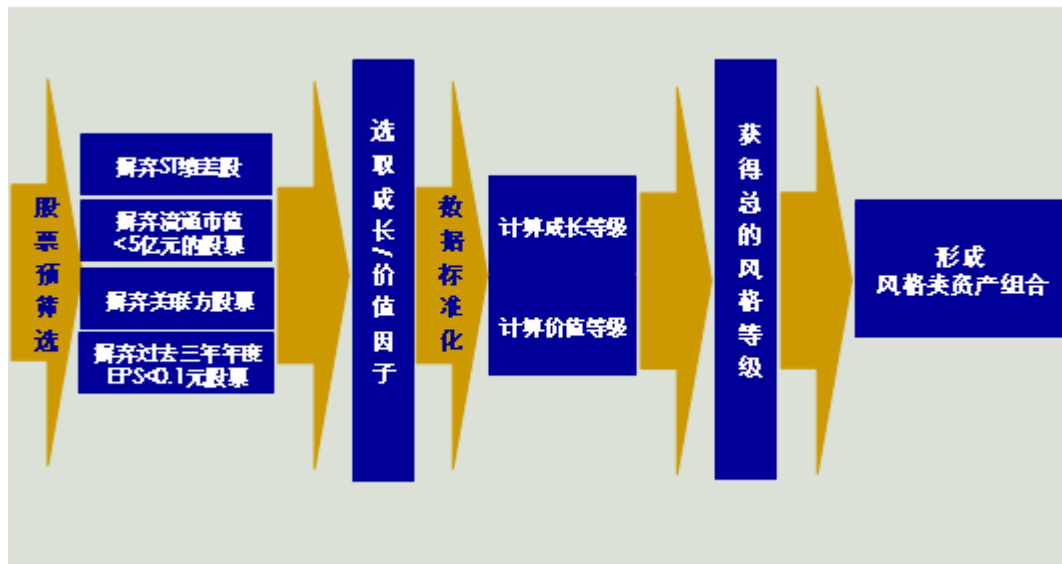 股票预筛选
摒弃ST绩差股
摒弃流通市值
<5亿元的股票
摒弃关联方股票
摒弃过去三年年度
EPS<0.1元股票
选取成长/价值因子
数据标准化
计算成长等级
计算价值等级
获得总的风格等级
形成
风格类资产组合